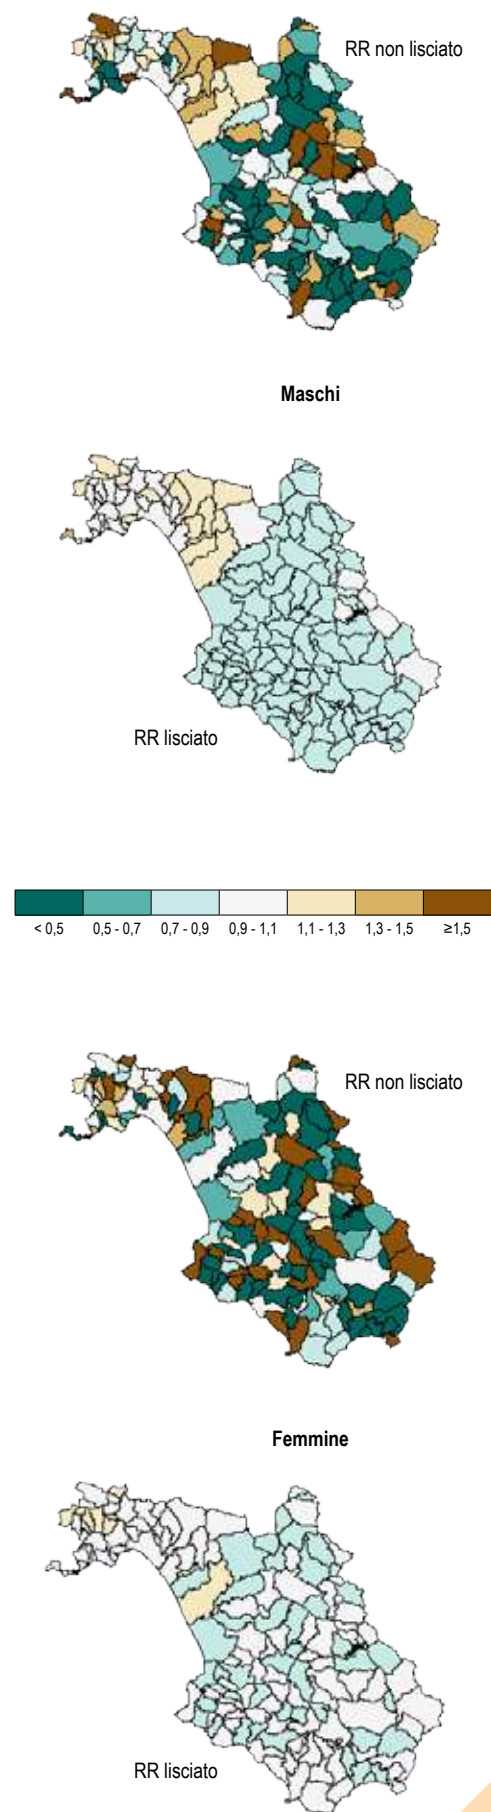 RR non lisciato
Maschi
RR lisciato
< 0,5 0,5 - 0,7 0,7 - 0,9 0,9 - 1,1 1,1 - 1,3 1,3 - 1,5 ≥1,5
RR non lisciato
Femmine
RR lisciato